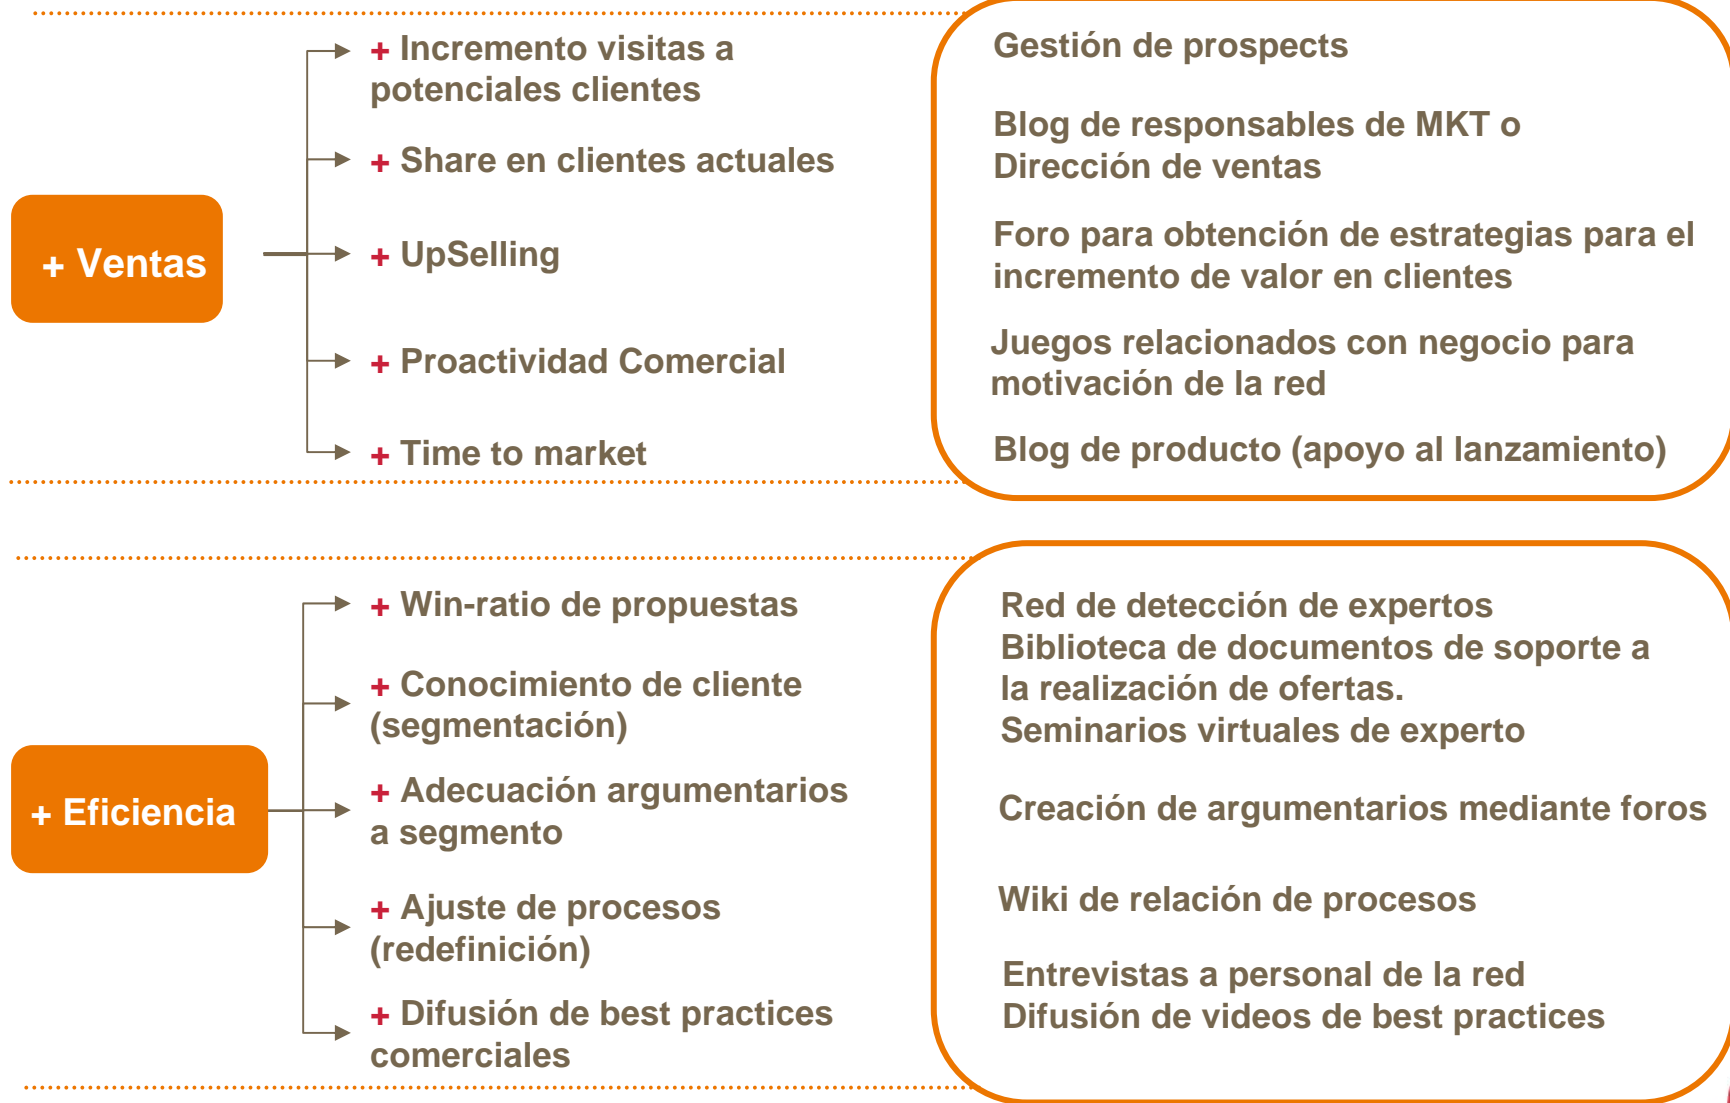 + Ventas
+ Incremento visitas a
potenciales clientes
+ Share en clientes actuales
+ UpSelling
+ Proactividad Comercial
+ Time to market
Gestión de prospects
Blog de responsables de MKT o
Dirección de ventas
Foro para obtención de estrategias para el
incremento de valor en clientes
Juegos relacionados con negocio para
motivación de la red
Blog de producto (apoyo al lanzamiento)
+ Eficiencia
+ Win-ratio de propuestas
+ Conocimiento de cliente
(segmentación)
+ Adecuación argumentarios
a segmento
+ Ajuste de procesos
(redefinición)
+ Difusión de best practices
comerciales
Red de detección de expertos
Biblioteca de documentos de soporte a
la realización de ofertas.
Seminarios virtuales de experto
Creación de argumentarios mediante foros
Wiki de relación de procesos
Entrevistas a personal de la red
Difusión de videos de best practices